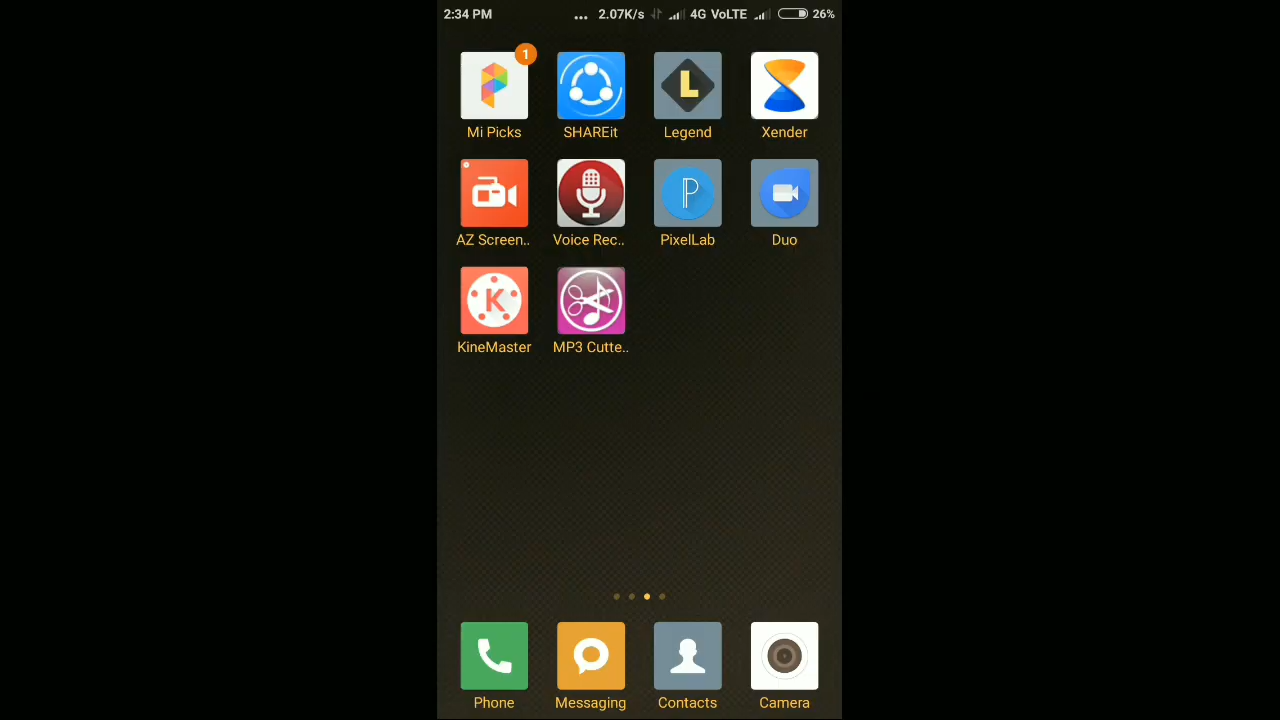 2:34 PM ... 2.07K/s 4G VoLTE 26%
1
Mi Picks SHAREit Legend Xender
AZ Screen.. Voice Rec.. PixelLab Duo
KineMaster MP3 Cutte..
Phone Messaging Contacts Camera